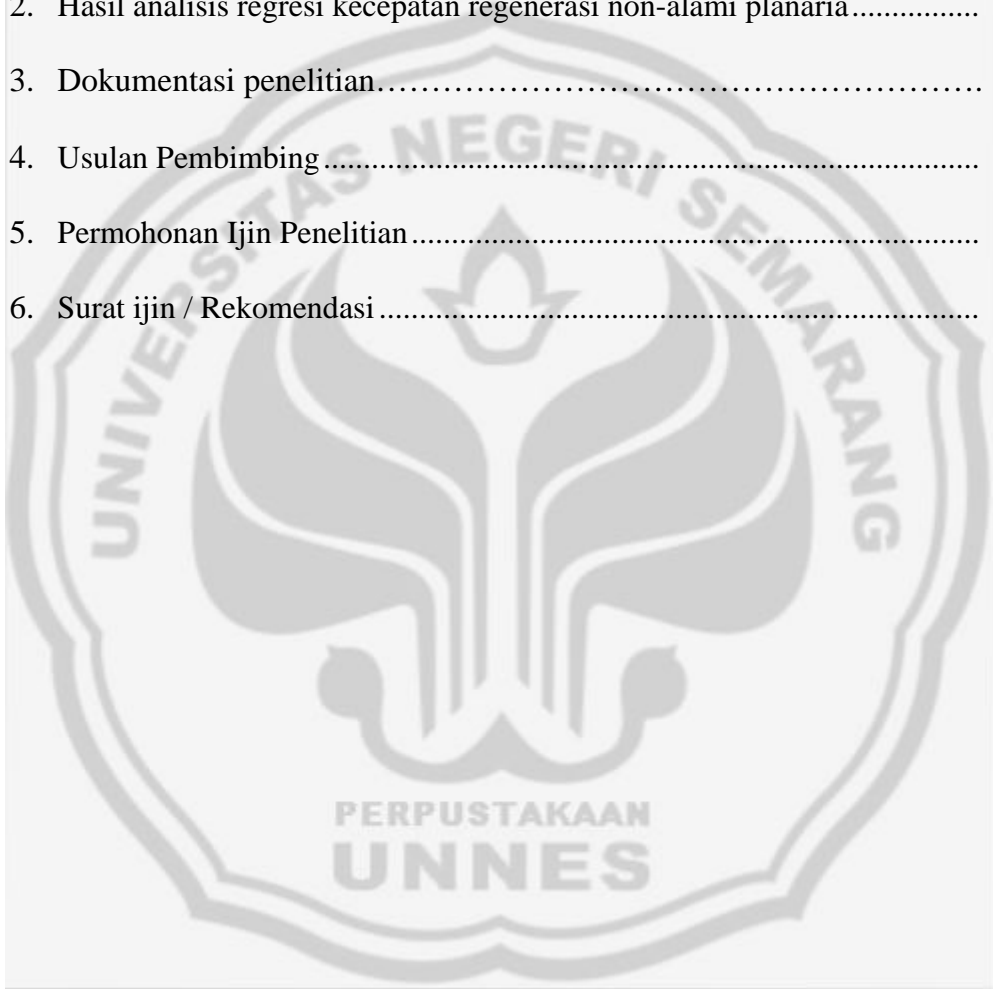 2. Hasil analisis regresi kecepatan regenerasi non-alami planaria................
3. Dokumentasi penelitian……………………………………………………….
4. Usulan Pembimbing..................................................................................
5. Permohonan Ijin Penelitian.......................................................................
6. Surat ijin / Rekomendasi...........................................................................
UNIVERSITAS NEGERI SEMARANG
PERPUSTAKAAN
UNNES